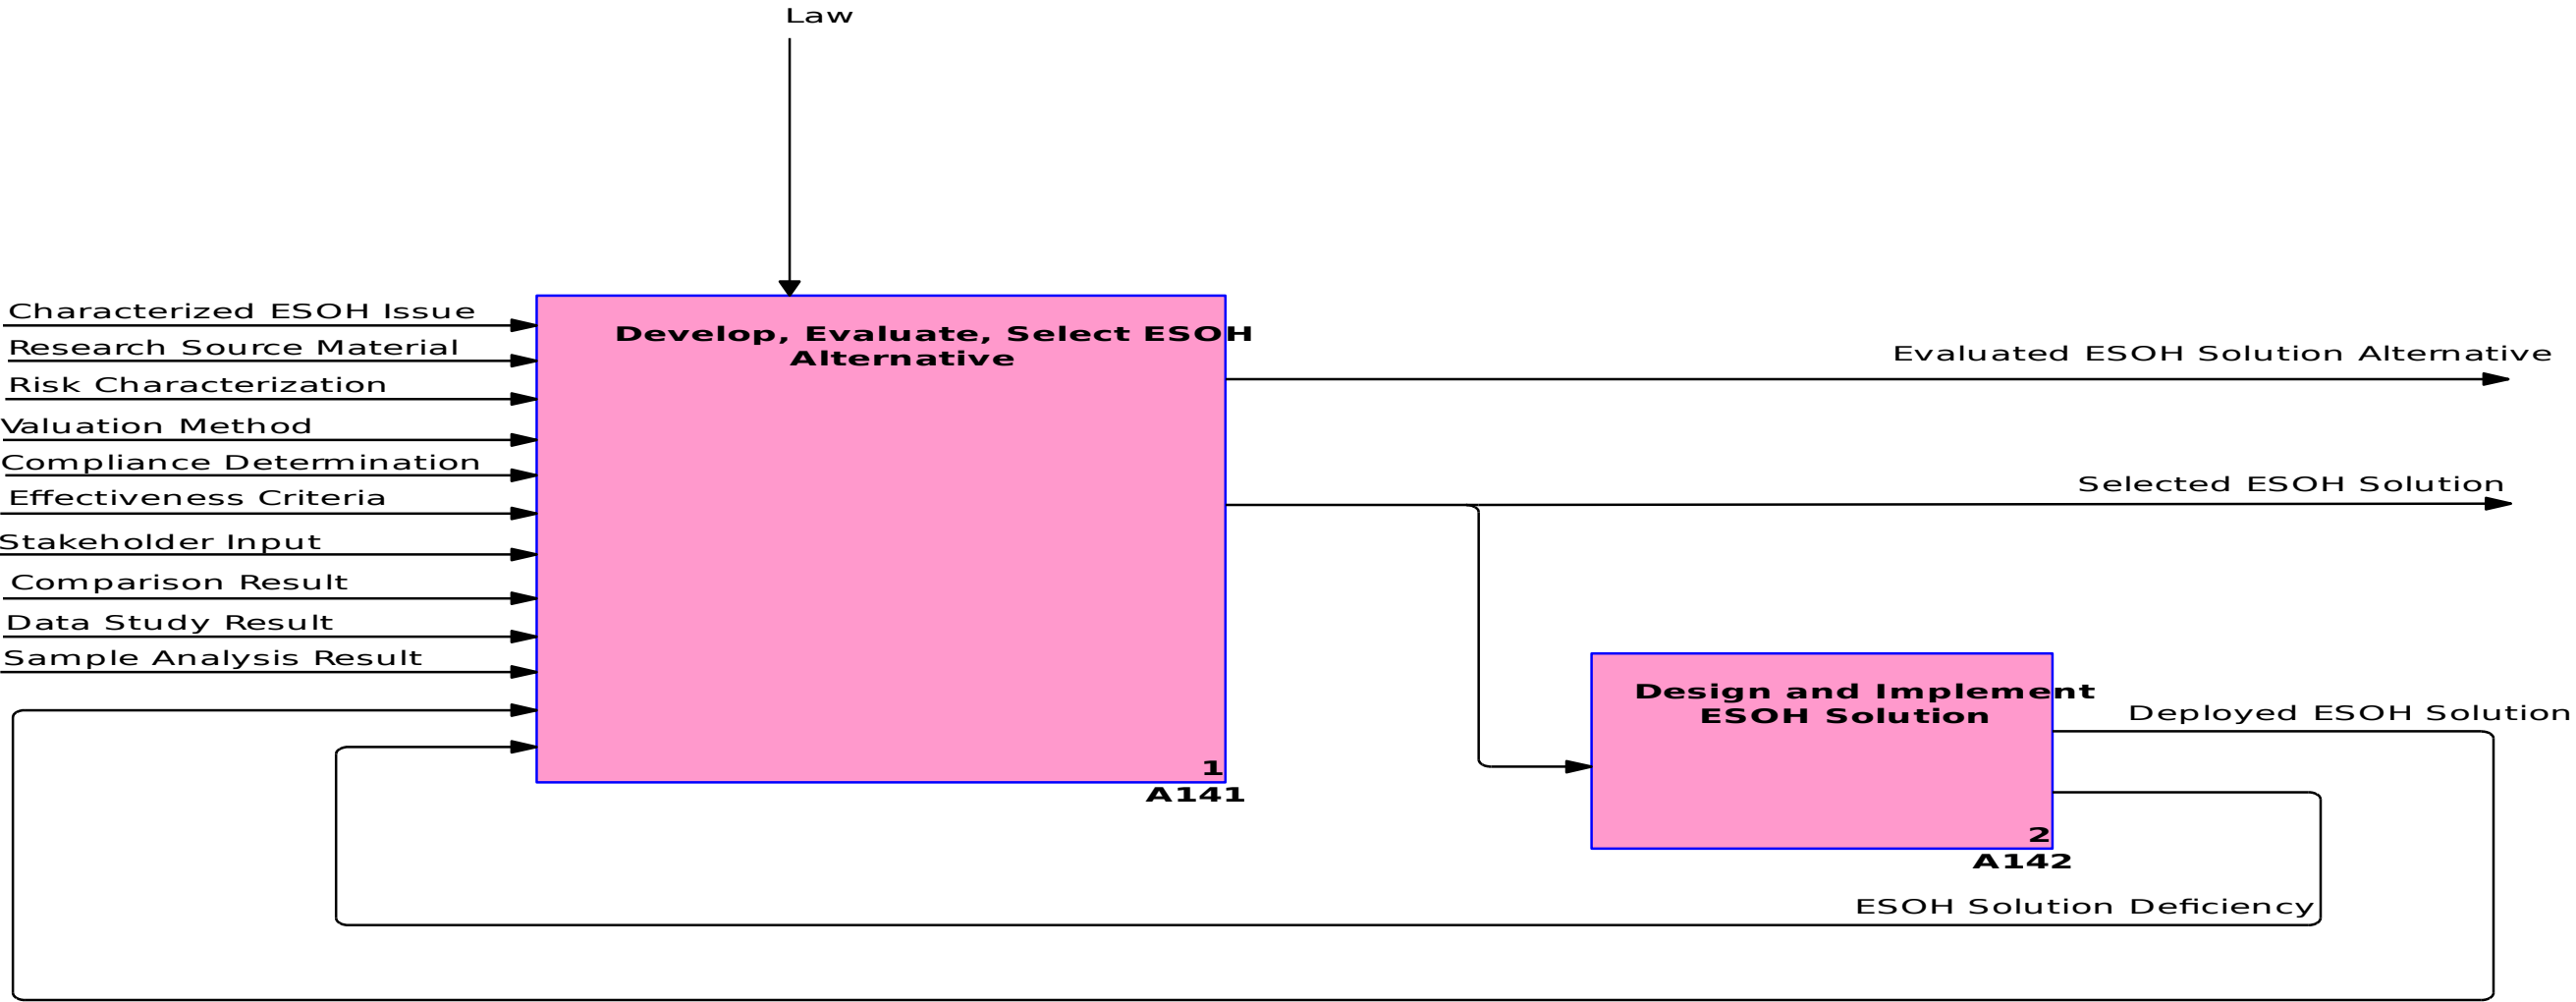 Law
Characterized ESOH Issue
Research Source Material
Risk Characterization
Valuation Method
Compliance Determination
Effectiveness Criteria
Stakeholder Input
Comparison Result
Data Study Result
Sample Analysis Result
Develop, Evaluate, Select ESOH
Alternative
1
A141
Evaluated ESOH Solution Alternative
Selected ESOH Solution
Design and Implement
ESOH Solution
2
A142
Deployed ESOH Solution
ESOH Solution Deficiency